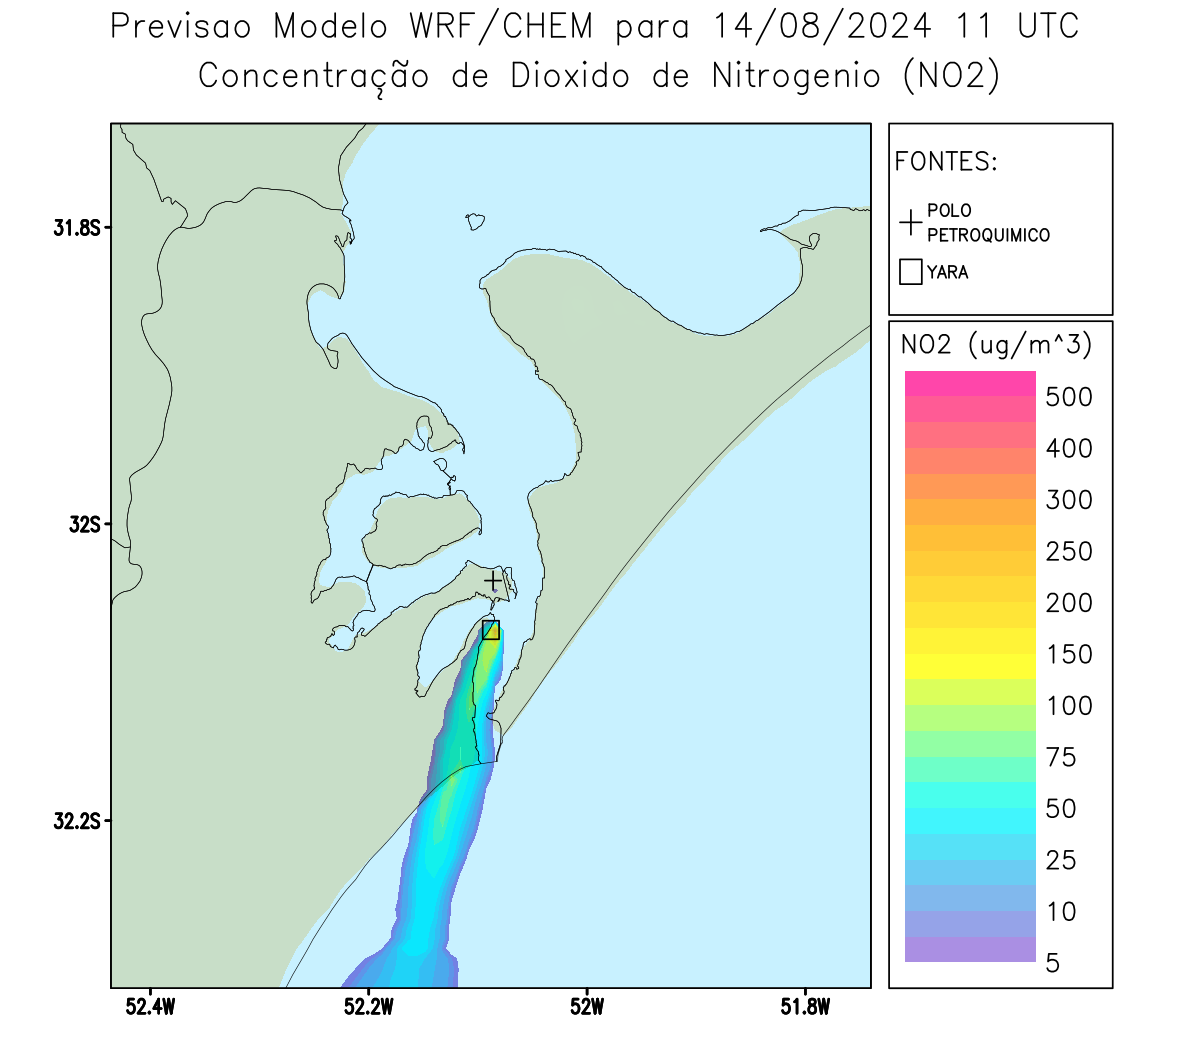 Previsao Modelo WRF/CHEM para 14/08/2024 11 UTC
Concentração de Dioxido de Nitrogenio (NO2)
FONTES:
POLO
PETROQUIMICO
YARA
NO2 (ug/m^3)
500
400
300
250
200
150
100
75
50
25
10
5
31.8S
32S
32.2S
52.4W
52.2W
52W
51.8W